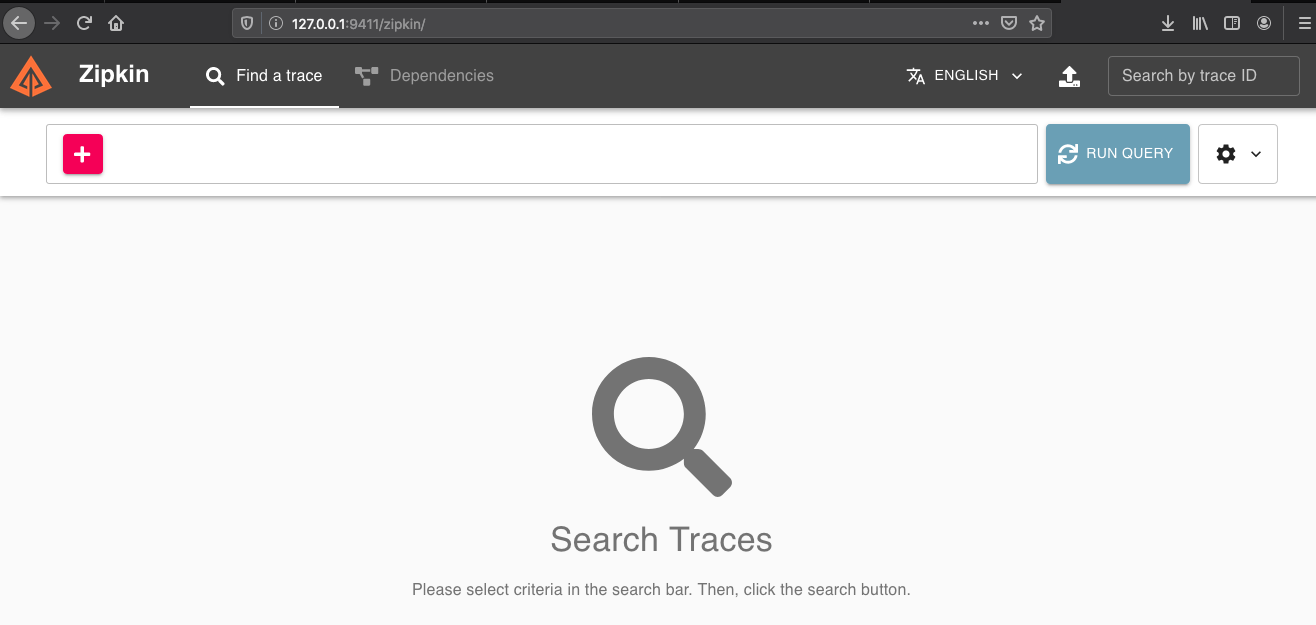 127.0.0.1:9411/zipkin/
Zipkin
Find a trace
Dependencies
ENGLISH
Search by trace ID
RUN QUERY
Search Traces
Please select criteria in the search bar. Then, click the search button.